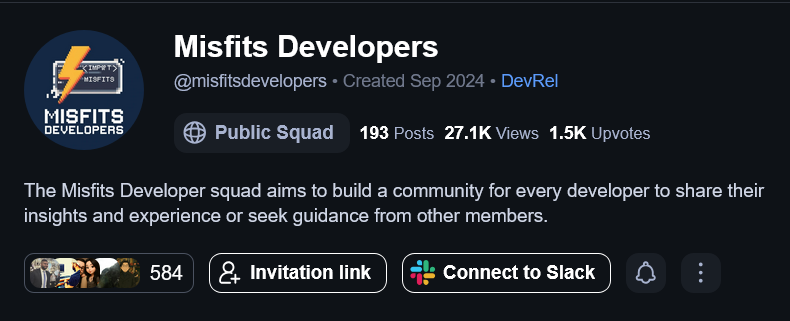 Misfits Developers
@misfitsdevelopers • Created Sep 2024 • DevRel
Public Squad 193 Posts 27.1K Views 1.5K Upvotes
<IMPORT>
MISFITS
MISFITS
DEVELOPERS
The Misfits Developer squad aims to build a community for every developer to share their
insights and experience or seek guidance from other members.
584 Invitation link Connect to Slack